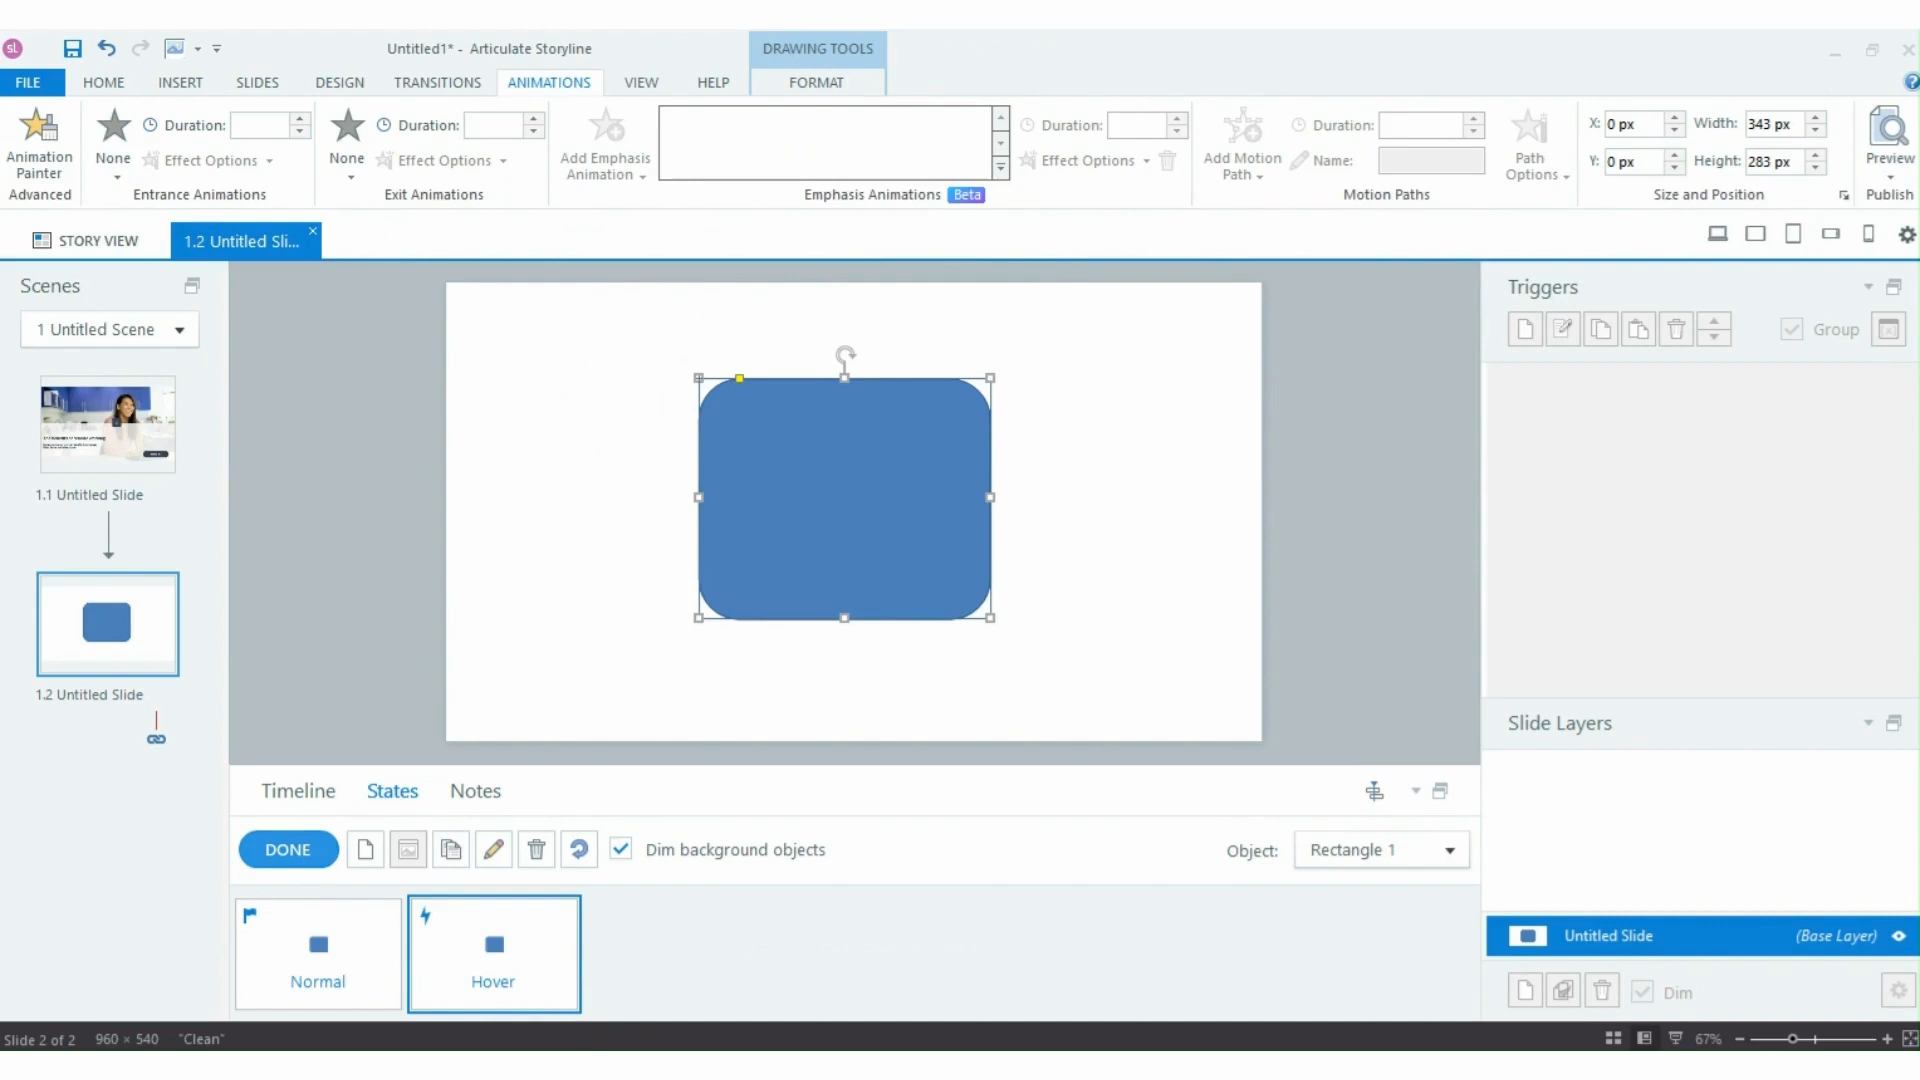 sl
Untitled1* - Articulate Storyline
DRAWING TOOLS
FILE HOME INSERT SLIDES DESIGN TRANSITIONS ANIMATIONS VIEW HELP FORMAT
?
Animation Painter
Advanced
None
Duration:
Effect Options
Entrance Animations
None
Duration:
Effect Options
Exit Animations
Add Emphasis Animation
Duration:
Effect Options
Emphasis Animations Beta
Add Motion Path
Duration:
Name:
Path Options
Motion Paths
X: 0 px Width: 343 px
Y: 0 px Height: 283 px
Size and Position
Preview
Publish
STORY VIEW
1.2 Untitled Sli...
Scenes
1 Untitled Scene
1.1 Untitled Slide
1.2 Untitled Slide
Triggers
Group
Slide Layers
Timeline States Notes
DONE
Dim background objects
Object: Rectangle 1
Normal
Hover
Untitled Slide (Base Layer)
Dim
Slide 2 of 2 960 × 540 "Clean"
67%